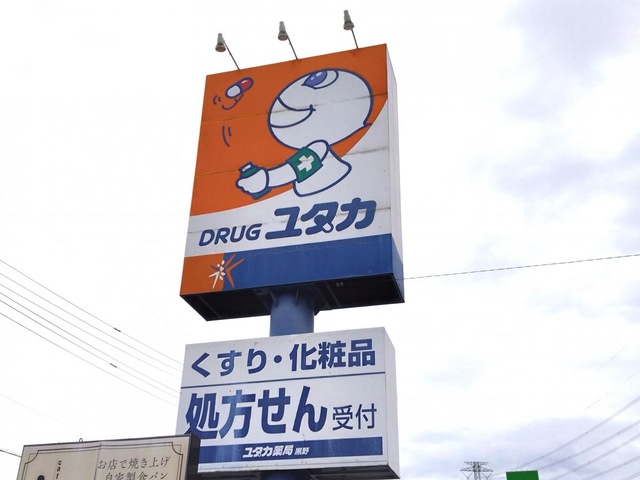 DRUG ユタカ
くすり・化粧品
処方せん受付
ユタカ薬局 黒野
お店で焼き上げ
自家製食パン